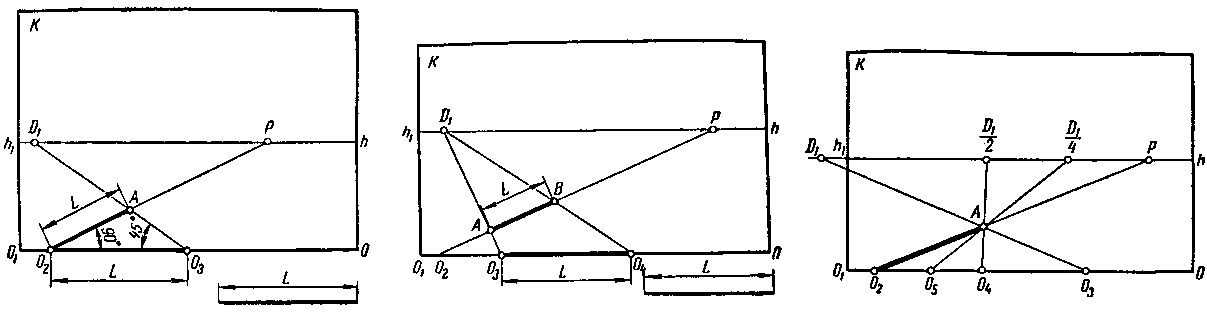 K
D₁ P
h₁ h
A
L
90° 45°
O₁ O₂ O₃ O
L
L
K
D₁ P
h₁ h
L B
A
O₁ O₂ O₃ O₄ O
L
L
K
D₁ h₁ D₁/2 D₁/4 P h
A
O₁ O₂ O₅ O₄ O₃ O